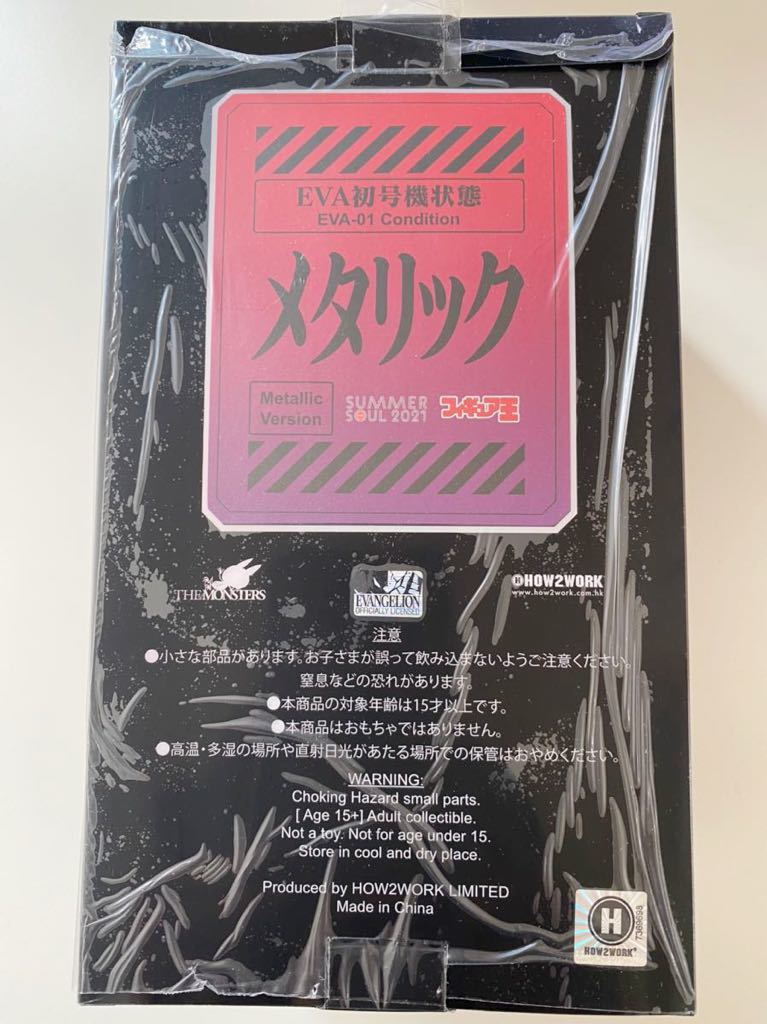 EVA初号機状態
EVA-01 Condition
メタリック
Metallic
Version
SUMMER
SOUL 2021
フィギュア王
THE MONSTERS
EVANGELION
OFFICIALLY LICENSED
HOW2WORK
www.how2work.com.hk
注意
●小さな部品があります。お子さまが誤って飲み込まないようご注意ください。
窒息などの恐れがあります。
●本商品の対象年齢は15才以上です。
●本商品はおもちゃではありません。
●高温・多湿の場所や直射日光があたる場所での保管はおやめください。
WARNING:
Choking Hazard small parts.
[ Age 15+] Adult collectible.
Not a toy. Not for age under 15.
Store in cool and dry place.
Produced by HOW2WORK LIMITED
Made in China
H
HOW2WORK
7369698